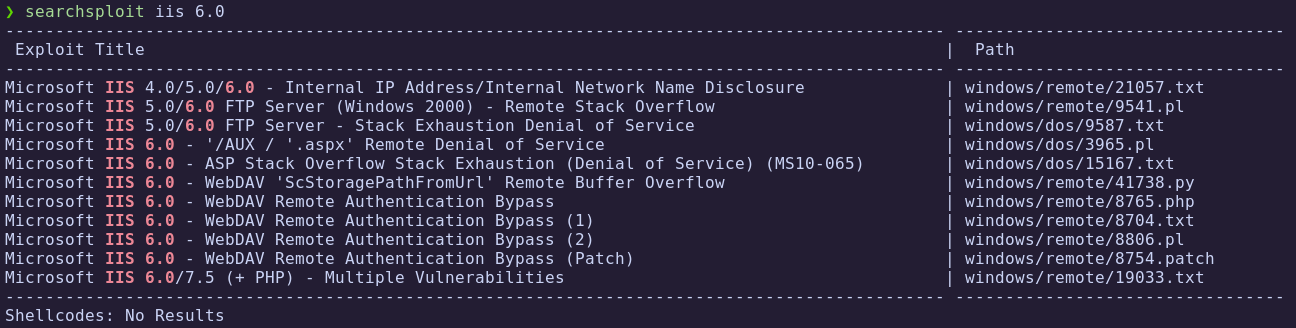 ❯ searchsploit iis 6.0
---------------------------------------------------------------------------------------------- ---------------------------------
 Exploit Title                                                                                |  Path
---------------------------------------------------------------------------------------------- ---------------------------------
Microsoft IIS 4.0/5.0/6.0 - Internal IP Address/Internal Network Name Disclosure              | windows/remote/21057.txt
Microsoft IIS 5.0/6.0 FTP Server (Windows 2000) - Remote Stack Overflow                       | windows/remote/9541.pl
Microsoft IIS 5.0/6.0 FTP Server - Stack Exhaustion Denial of Service                         | windows/dos/9587.txt
Microsoft IIS 6.0 - '/AUX / '.aspx' Remote Denial of Service                                  | windows/dos/3965.pl
Microsoft IIS 6.0 - ASP Stack Overflow Stack Exhaustion (Denial of Service) (MS10-065)        | windows/dos/15167.txt
Microsoft IIS 6.0 - WebDAV 'ScStoragePathFromUrl' Remote Buffer Overflow                      | windows/remote/41738.py
Microsoft IIS 6.0 - WebDAV Remote Authentication Bypass                                       | windows/remote/8765.php
Microsoft IIS 6.0 - WebDAV Remote Authentication Bypass (1)                                   | windows/remote/8704.txt
Microsoft IIS 6.0 - WebDAV Remote Authentication Bypass (2)                                   | windows/remote/8806.pl
Microsoft IIS 6.0 - WebDAV Remote Authentication Bypass (Patch)                               | windows/remote/8754.patch
Microsoft IIS 6.0/7.5 (+ PHP) - Multiple Vulnerabilities                                      | windows/remote/19033.txt
---------------------------------------------------------------------------------------------- ---------------------------------
Shellcodes: No Results